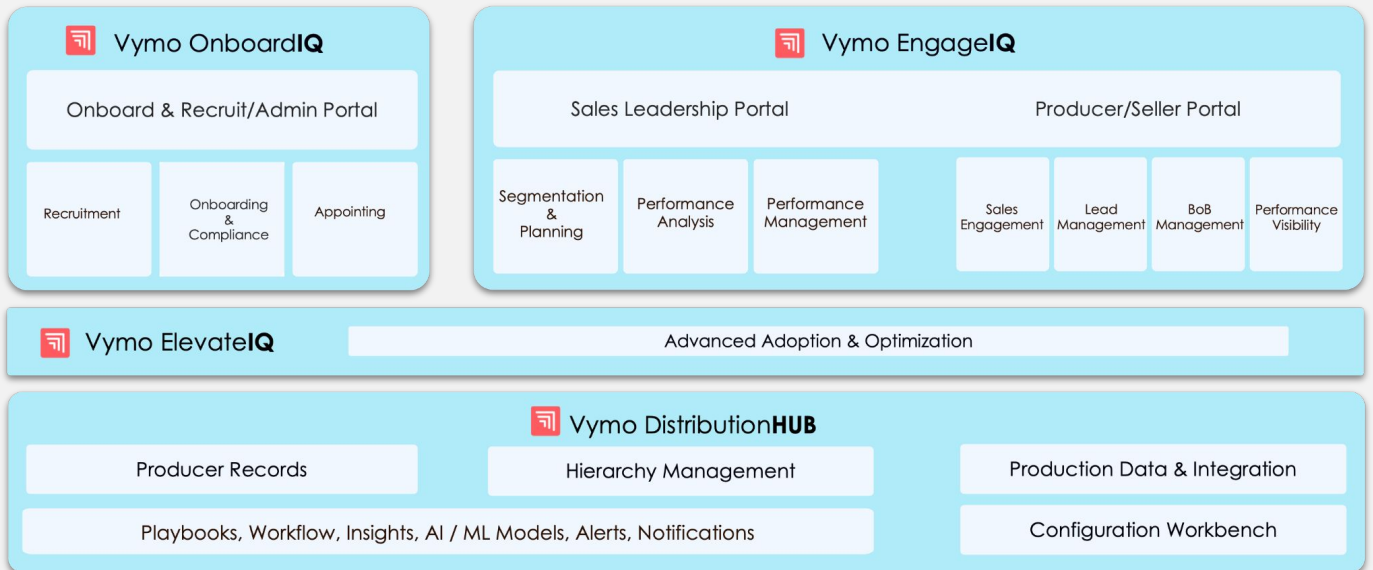 Vymo OnboardIQ
Onboard & Recruit/Admin Portal
Recruitment
Onboarding
&
Compliance
Appointing
Vymo EngageIQ
Sales Leadership Portal
Producer/Seller Portal
Segmentation
&
Planning
Performance
Analysis
Performance
Management
Sales
Engagement
Lead
Management
BoB
Management
Performance
Visibility
Vymo ElevateIQ
Advanced Adoption & Optimization
Vymo DistributionHUB
Producer Records
Hierarchy Management
Production Data & Integration
Playbooks, Workflow, Insights, AI / ML Models, Alerts, Notifications
Configuration Workbench